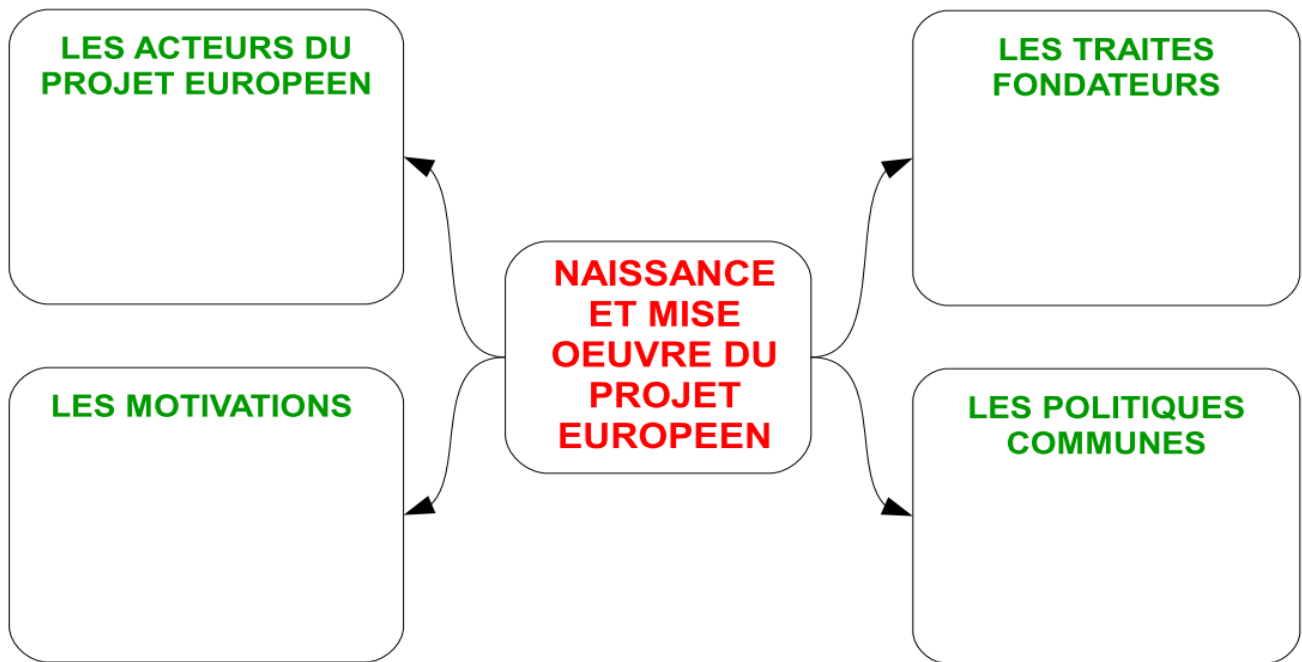 LES ACTEURS DU
PROJET EUROPEEN
LES TRAITES
FONDATEURS
NAISSANCE
ET MISE
OEUVRE DU
PROJET
EUROPEEN
LES MOTIVATIONS
LES POLITIQUES
COMMUNES